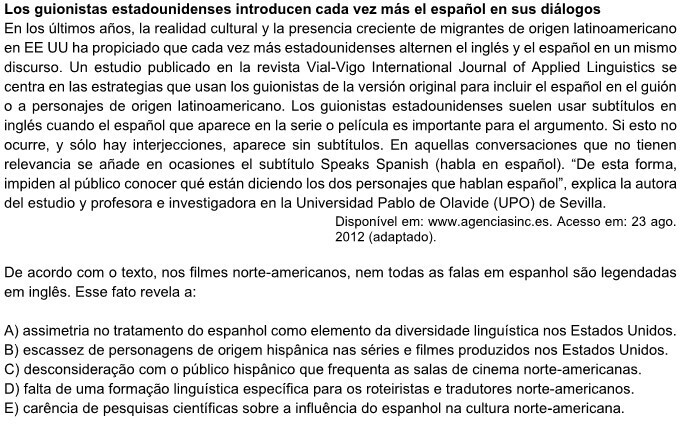 Los guionistas estadounidenses introducen cada vez más el español en sus diálogos
En los últimos años, la realidad cultural y la presencia creciente de migrantes de origen latinoamericano
en EE UU ha propiciado que cada vez más estadounidenses alternen el inglés y el español en un mismo
discurso. Un estudio publicado en la revista Vial-Vigo International Journal of Applied Linguistics se
centra en las estrategias que usan los guionistas de la versión original para incluir el español en el guión
o a personajes de origen latinoamericano. Los guionistas estadounidenses suelen usar subtítulos en
inglés cuando el español que aparece en la serie o película es importante para el argumento. Si esto no
ocurre, y sólo hay interjecciones, aparece sin subtítulos. En aquellas conversaciones que no tienen
relevancia se añade en ocasiones el subtítulo Speaks Spanish (habla en español). “De esta forma,
impiden al público conocer qué están diciendo los dos personajes que hablan español”, explica la autora
del estudio y profesora e investigadora en la Universidad Pablo de Olavide (UPO) de Sevilla.
Disponível em: www.agenciasinc.es. Acesso em: 23 ago.
2012 (adaptado).
De acordo com o texto, nos filmes norte-americanos, nem todas as falas em espanhol são legendadas
em inglês. Esse fato revela a:
A) assimetria no tratamento do espanhol como elemento da diversidade linguística nos Estados Unidos.
B) escassez de personagens de origem hispânica nas séries e filmes produzidos nos Estados Unidos.
C) desconsideração com o público hispânico que frequenta as salas de cinema norte-americanas.
D) falta de uma formação linguística específica para os roteiristas e tradutores norte-americanos.
E) carência de pesquisas científicas sobre a influência do espanhol na cultura norte-americana.